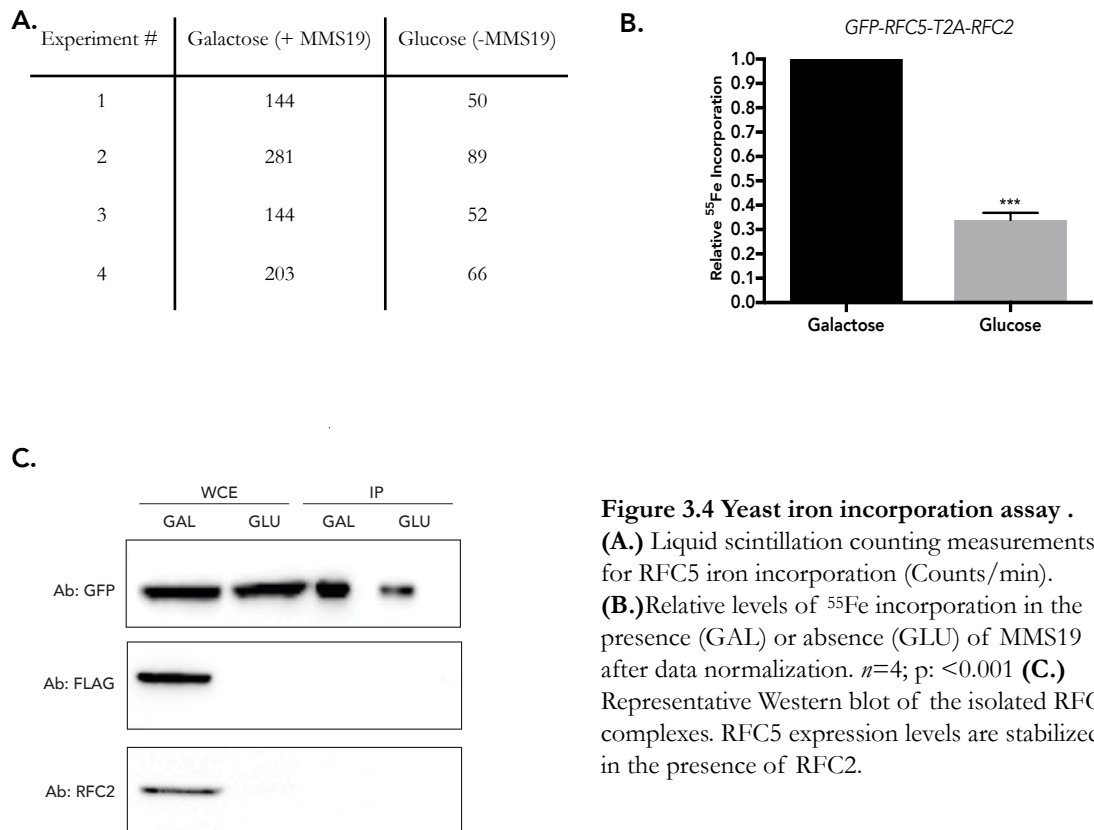 A.
Experiment # Galactose (+ MMS19) Glucose (-MMS19)
1 144 50
2 281 89
3 144 52
4 203 66
B.
GFP-RFC5-T2A-RFC2
Relative ⁵⁵Fe Incorporation
1.0
0.9
0.8
0.7
0.6
0.5
0.4
0.3
0.2
0.1
0.0
***
Galactose Glucose
C.
WCE IP
GAL GLU GAL GLU
Ab: GFP
Ab: FLAG
Ab: RFC2
Figure 3.4 Yeast iron incorporation assay .
(A.) Liquid scintillation counting measurements
for RFC5 iron incorporation (Counts/min).
(B.)Relative levels of ⁵⁵Fe incorporation in the
presence (GAL) or absence (GLU) of MMS19
after data normalization. n=4; p: <0.001 (C.)
Representative Western blot of the isolated RFC
complexes. RFC5 expression levels are stabilized
in the presence of RFC2.